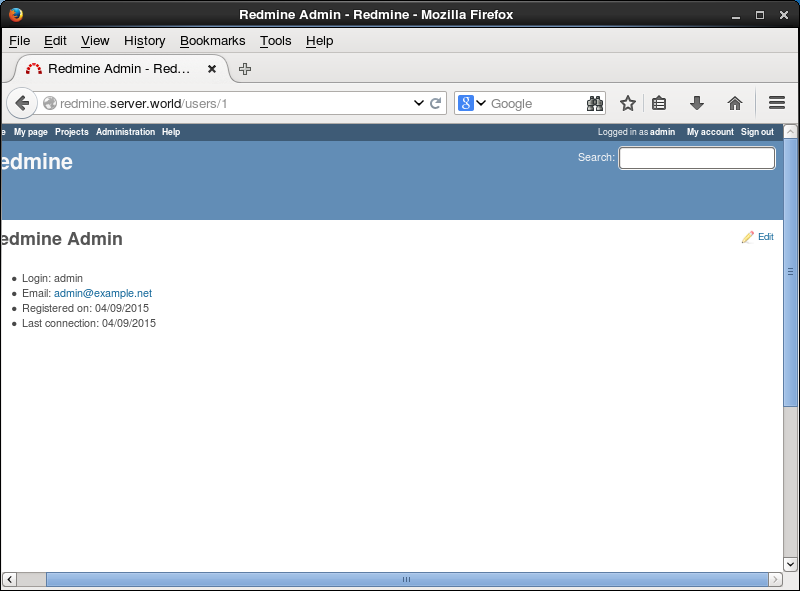 Redmine Admin - Redmine - Mozilla Firefox
File Edit View History Bookmarks Tools Help
Redmine Admin - Red...
redmine.server.world/users/1
8 Google
e My page Projects Administration Help Logged in as admin My account Sign out
edmine Search:
edmine Admin Edit
Login: admin
Email: admin@example.net
Registered on: 04/09/2015
Last connection: 04/09/2015